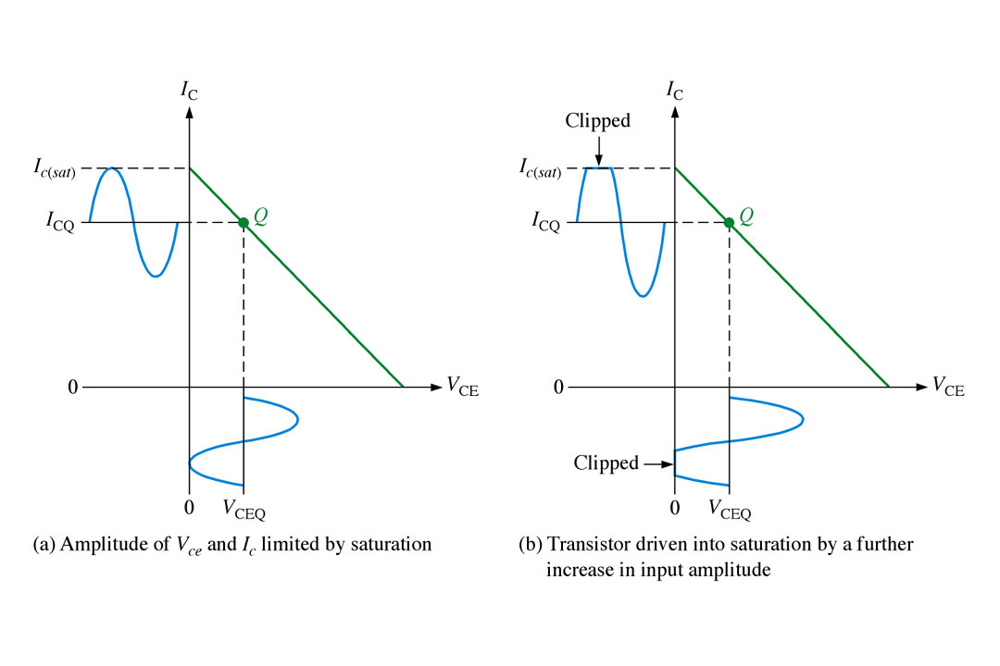 I_C
I_c(sat)
I_CQ
Q
0
V_CE
0
V_CEQ
(a) Amplitude of V_ce and I_c limited by saturation
I_C
Clipped
I_c(sat)
I_CQ
Q
0
V_CE
Clipped
0
V_CEQ
(b) Transistor driven into saturation by a further
increase in input amplitude